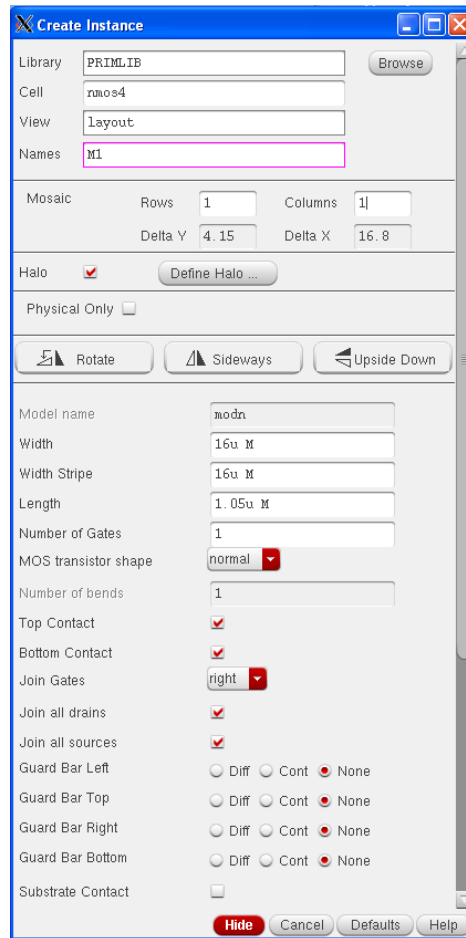 Create Instance
Library PRIMLIB Browse
Cell nmos4
View layout
Names M1
Mosaic Rows 1 Columns 1
Delta Y 4.15 Delta X 16.8
Halo Define Halo ...
Physical Only
Rotate Sideways Upside Down
Model name modn
Width 16u M
Width Stripe 16u M
Length 1.05u M
Number of Gates 1
MOS transistor shape normal
Number of bends 1
Top Contact
Bottom Contact
Join Gates right
Join all drains
Join all sources
Guard Bar Left Diff Cont None
Guard Bar Top Diff Cont None
Guard Bar Right Diff Cont None
Guard Bar Bottom Diff Cont None
Substrate Contact
Hide Cancel Defaults Help